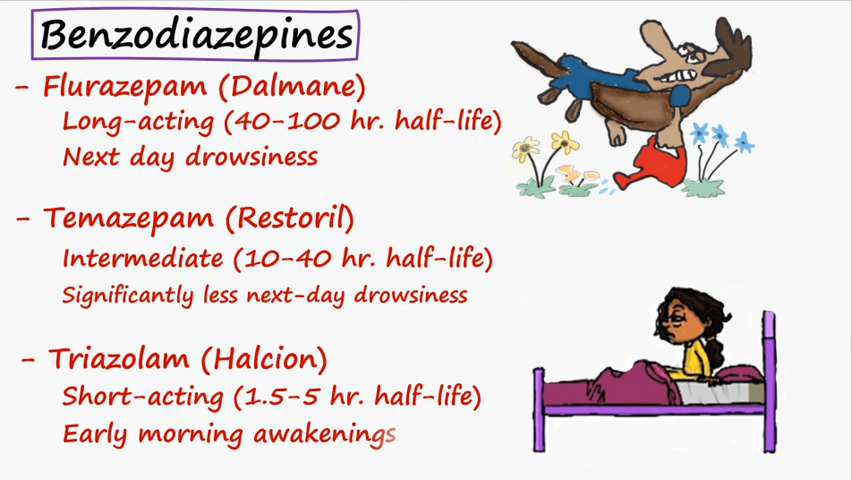 Benzodiazepines
- Flurazepam (Dalmane)
Long-acting (40-100 hr. half-life)
Next day drowsiness
- Temazepam (Restoril)
Intermediate (10-40 hr. half-life)
Significantly less next-day drowsiness
- Triazolam (Halcion)
Short-acting (1.5-5 hr. half-life)
Early morning awakenings